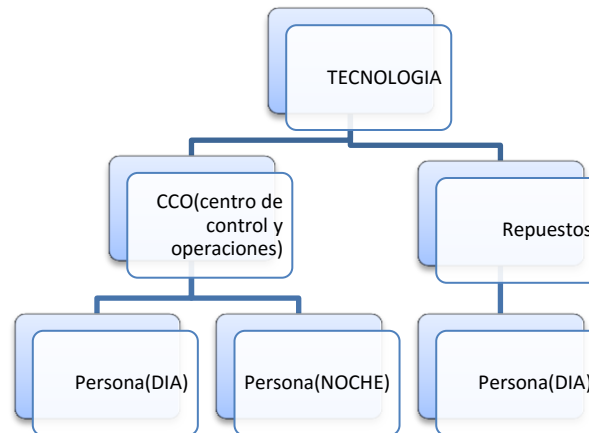 TECNOLOGIA
CCO(centro de
control y
operaciones)
Repuestos
Persona(DIA)
Persona(NOCHE)
Persona(DIA)